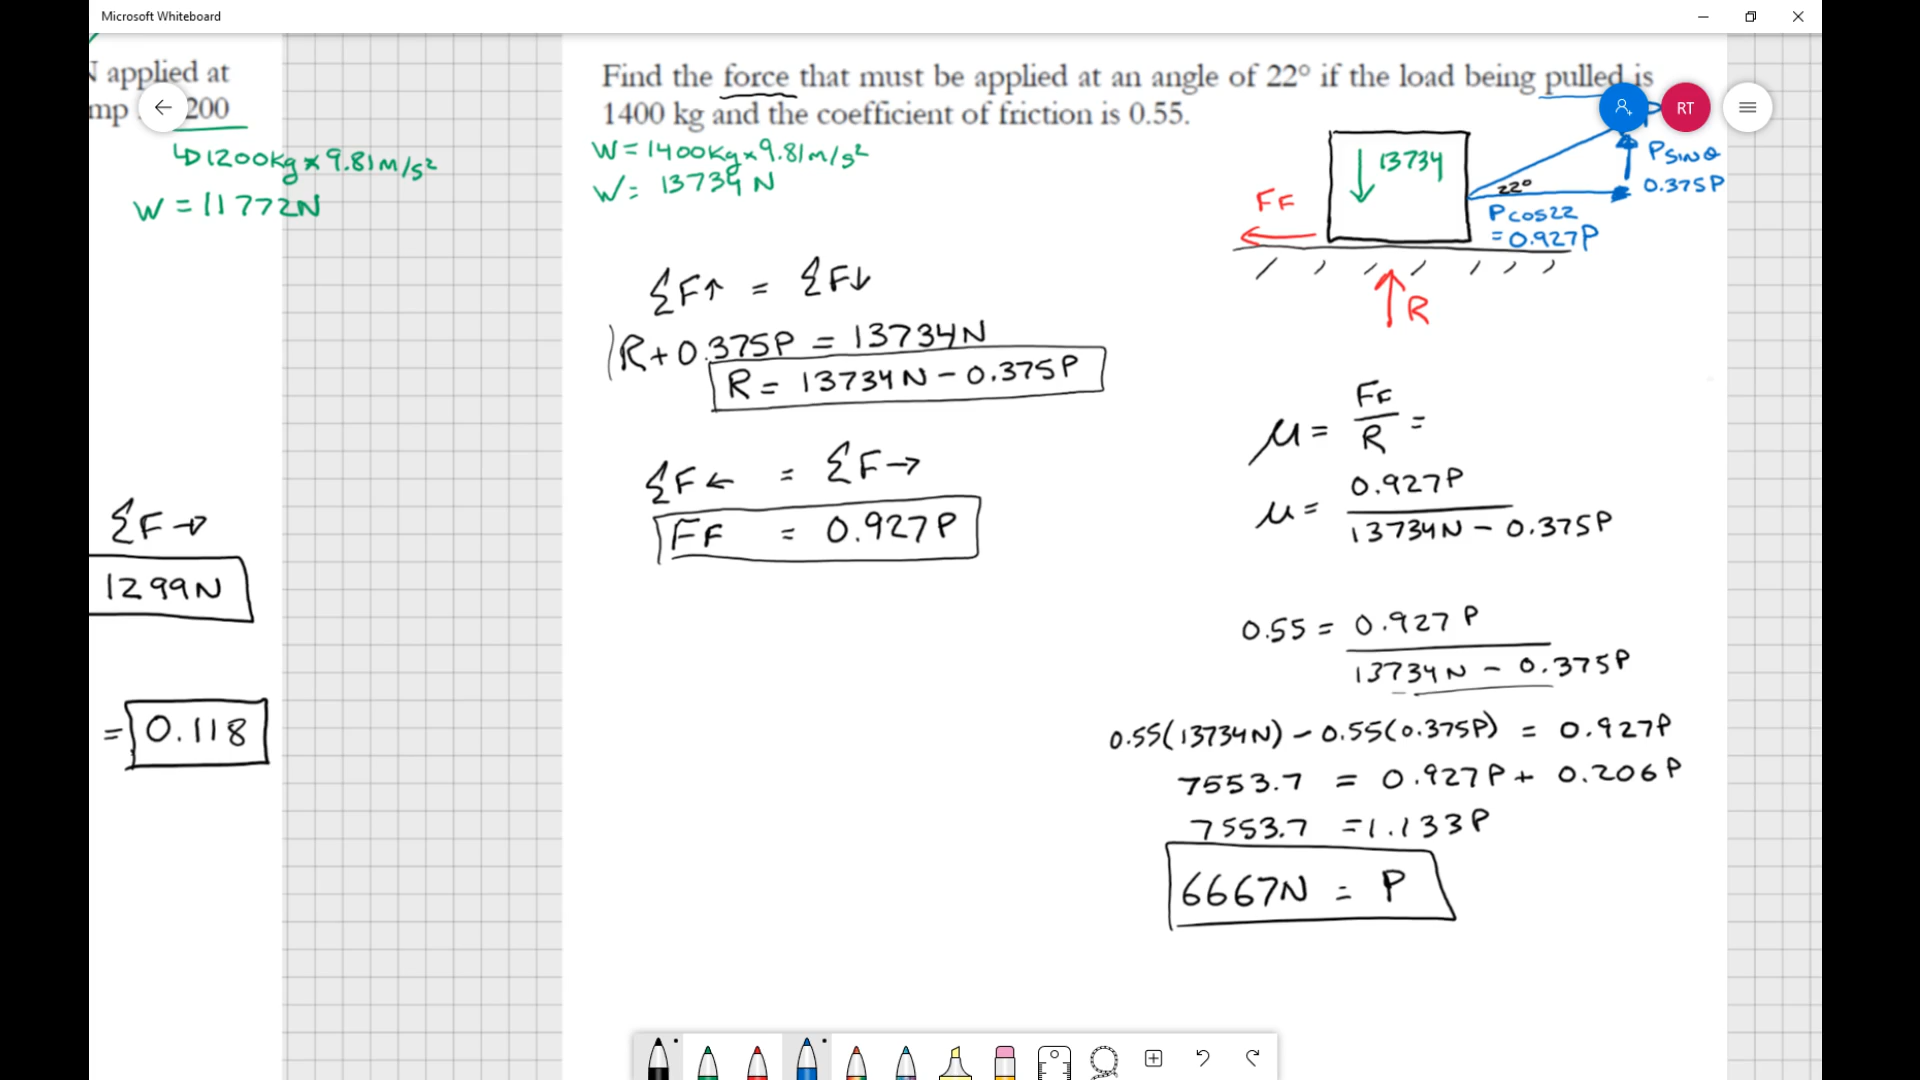 Microsoft Whiteboard
applied at
mp 200
↳1200kg×9.81m/s²
W = 11772N
ΣF→
1299N
= 0.118
Find the force that must be applied at an angle of 22° if the load being pulled is
1400 kg and the coefficient of friction is 0.55.
W = 1400kg×9.81m/s²
W = 13734 N
ΣF↑ = ΣF↓
R + 0.375P = 13734N
R = 13734N - 0.375P
ΣF← = ΣF→
FF = 0.927P
RT
13734
FF
22°
P sin θ
0.375P
P cos22
= 0.927P
R
μ = FF / R =
μ = 0.927P / 13734N - 0.375P
0.55 = 0.927P / 13734N - 0.375P
0.55(13734N) - 0.55(0.375P) = 0.927P
7553.7 = 0.927P + 0.206P
7553.7 = 1.133P
6667N = P